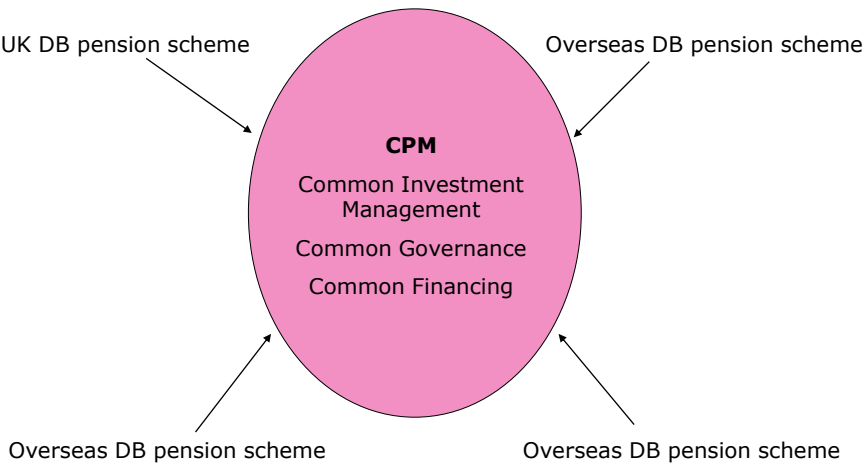 UK DB pension scheme
Overseas DB pension scheme
CPM
Common Investment
Management
Common Governance
Common Financing
Overseas DB pension scheme
Overseas DB pension scheme